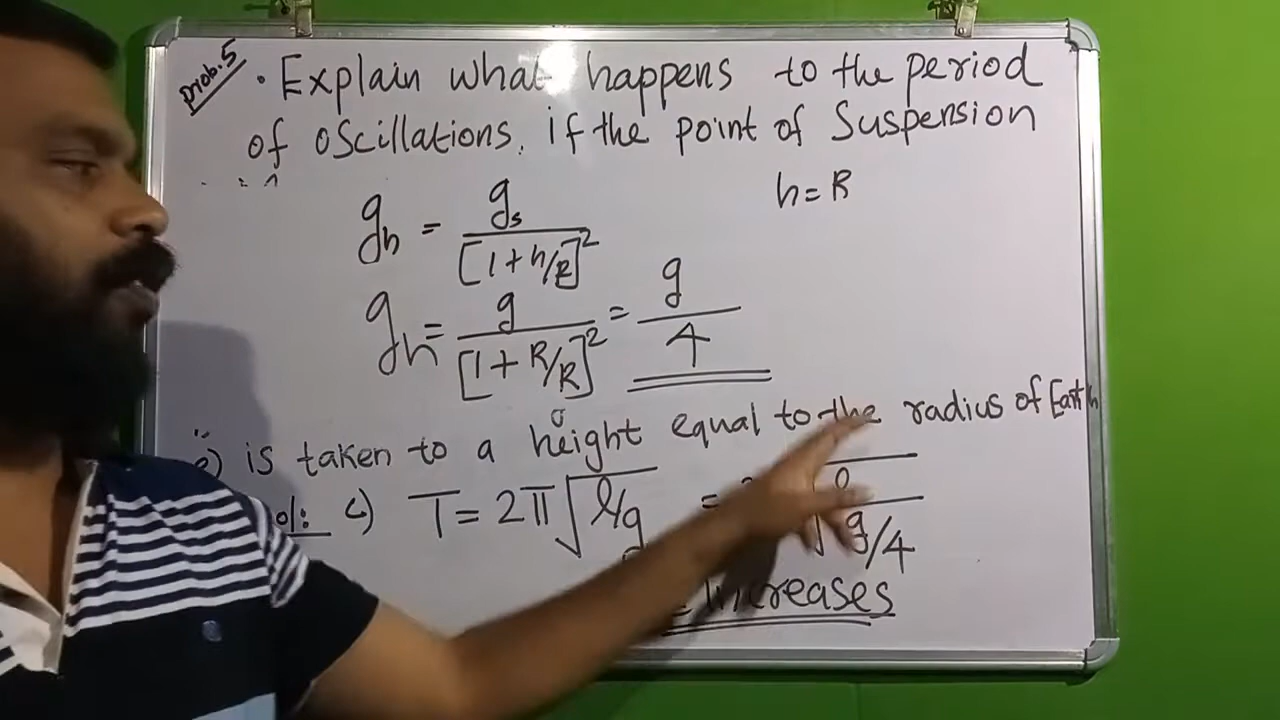 prob.5
• Explain what happens to the period
of oscillations. if the point of Suspension
h = R
gh = gs / [1 + h/R]²
gh = g / [1 + R/R]² = g / 4
is taken to a height equal to the radius of Earth
c) T = 2π√l/g = √l / g/4
increases